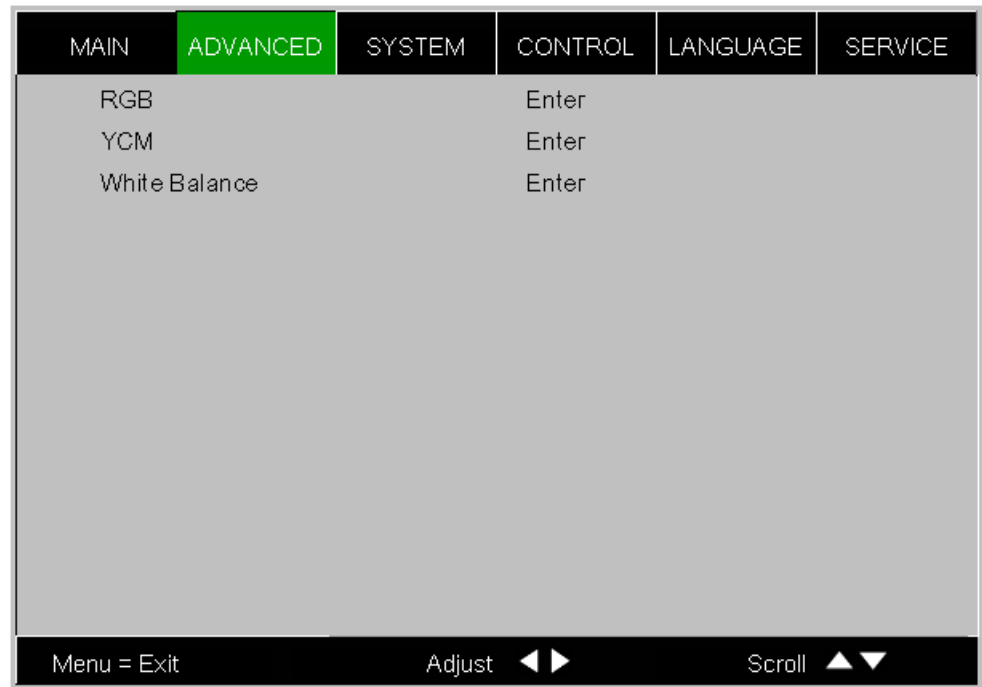 MAIN ADVANCED SYSTEM CONTROL LANGUAGE SERVICE
RGB Enter
YCM Enter
White Balance Enter
Menu = Exit Adjust ◀▶ Scroll ▲▼